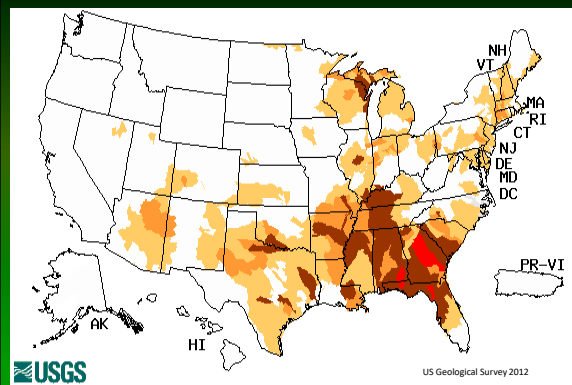 NH
VT
MA
RI
CT
NJ
DE
MD
DC
PR-VI
AK
HI
USGS
US Geological Survey 2012